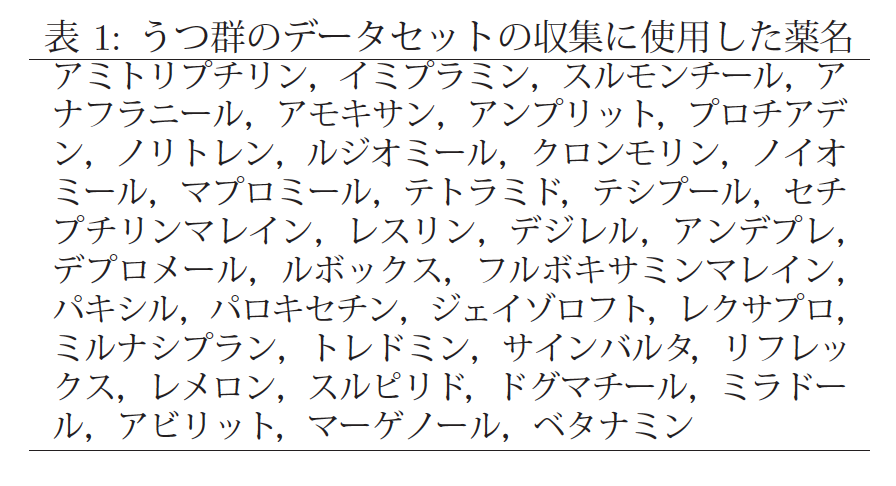 表 1: うつ群のデータセットの収集に使用した薬名
アミトリプチリン，イミプラミン，スルモンチール，ア
ナフラニール，アモキサン，アンプリット，プロチアデ
ン，ノリトレン，ルジオミール，クロンモリン，ノイオ
ミール，マプロミール，テトラミド，テシプール，セチ
プチリンマレイン，レスリン，デジレル，アンデプレ，
デプロメール，ルボックス，フルボキサミンマレイン，
パキシル，パロキセチン，ジェイゾロフト，レクサプロ，
ミルナシプラン，トレドミン，サインバルタ，リフレッ
クス，レメロン，スルピリド，ドグマチール，ミラドー
ル，アビリット，マーゲノール，ベタナミン